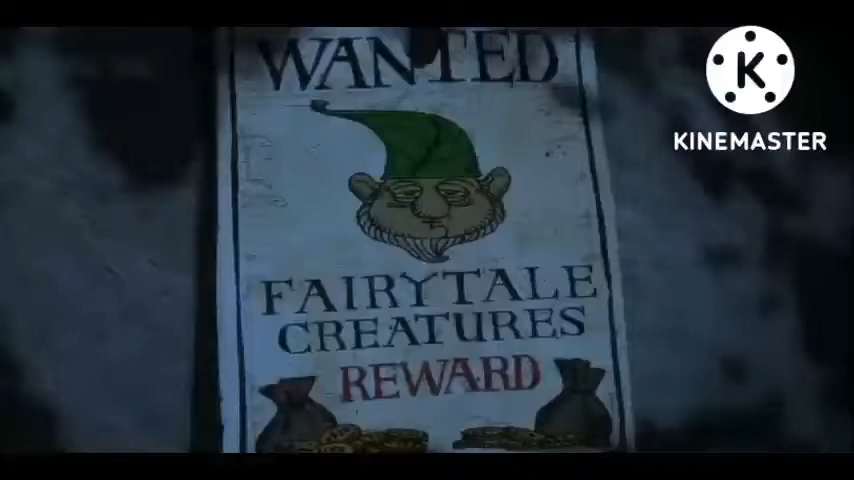 WANTED
FAIRYTALE
CREATURES
REWARD
K
KINEMASTER